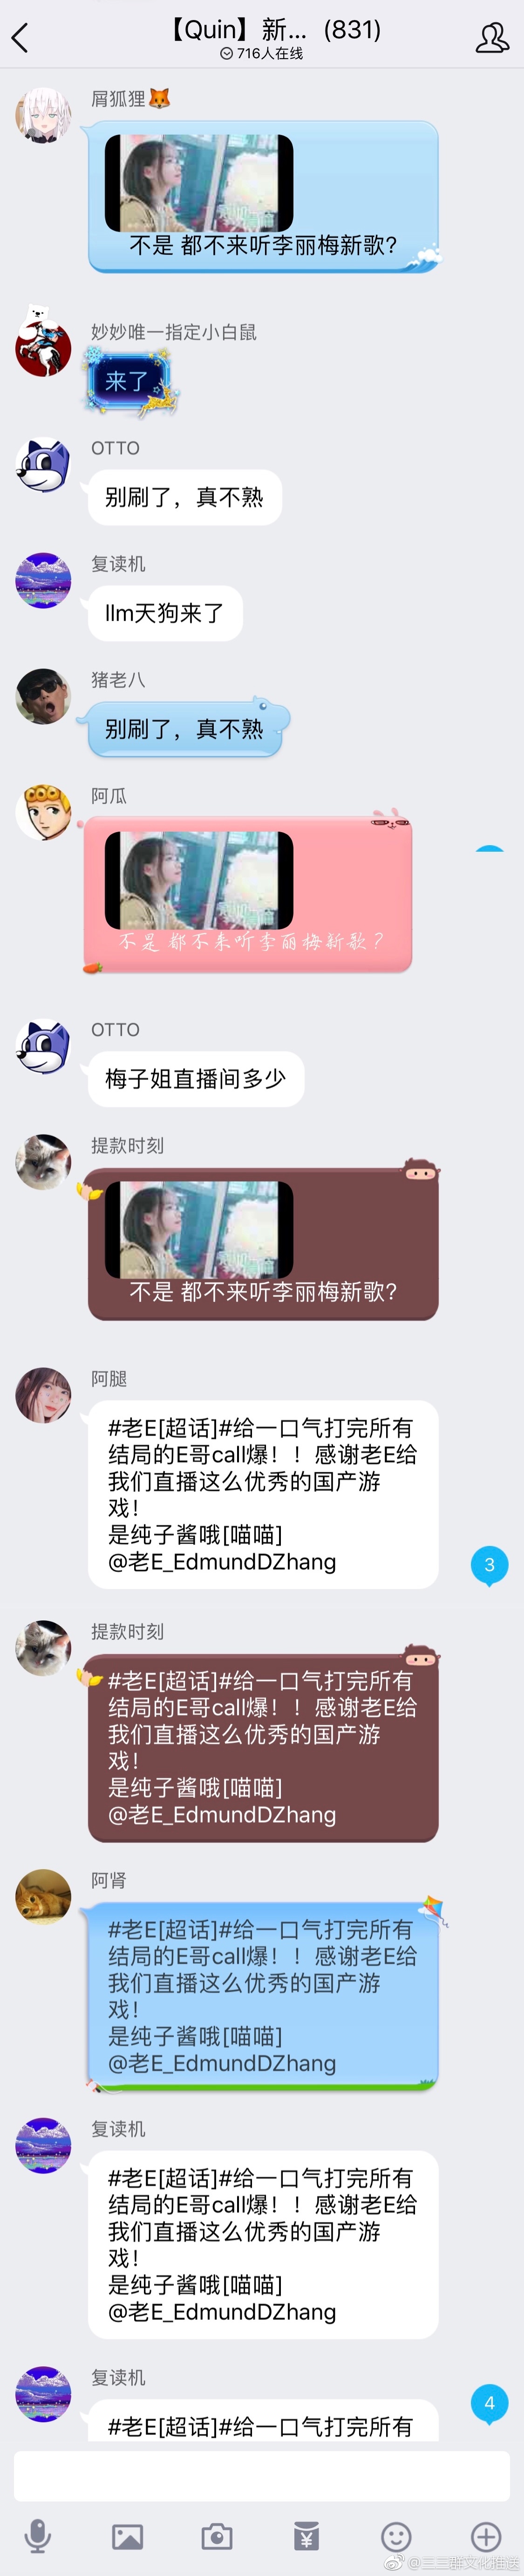 【Quin】新... (831)
716人在线
屑狐狸🦊
不是 都不来听李丽梅新歌?
妙妙唯一指定小白鼠
来了
OTTO
别刷了，真不熟
复读机
llm天狗来了
猪老八
别刷了，真不熟
阿瓜
不是 都不来听李丽梅新歌?
OTTO
梅子姐直播间多少
提款时刻
不是 都不来听李丽梅新歌?
阿腿
#老E[超话]#给一口气打完所有
结局的E哥call爆！！感谢老E给
我们直播这么优秀的国产游
戏！
是纯子酱哦[喵喵]
@老E_EdmundDZhang
3
提款时刻
#老E[超话]#给一口气打完所有
结局的E哥call爆！！感谢老E给
我们直播这么优秀的国产游
戏！
是纯子酱哦[喵喵]
@老E_EdmundDZhang
阿肾
#老E[超话]#给一口气打完所有
结局的E哥call爆！！感谢老E给
我们直播这么优秀的国产游
戏！
是纯子酱哦[喵喵]
@老E_EdmundDZhang
复读机
#老E[超话]#给一口气打完所有
结局的E哥call爆！！感谢老E给
我们直播这么优秀的国产游
戏！
是纯子酱哦[喵喵]
@老E_EdmundDZhang
复读机
4
#老E[超话]#给一口气打完所有
@三三群文化推送